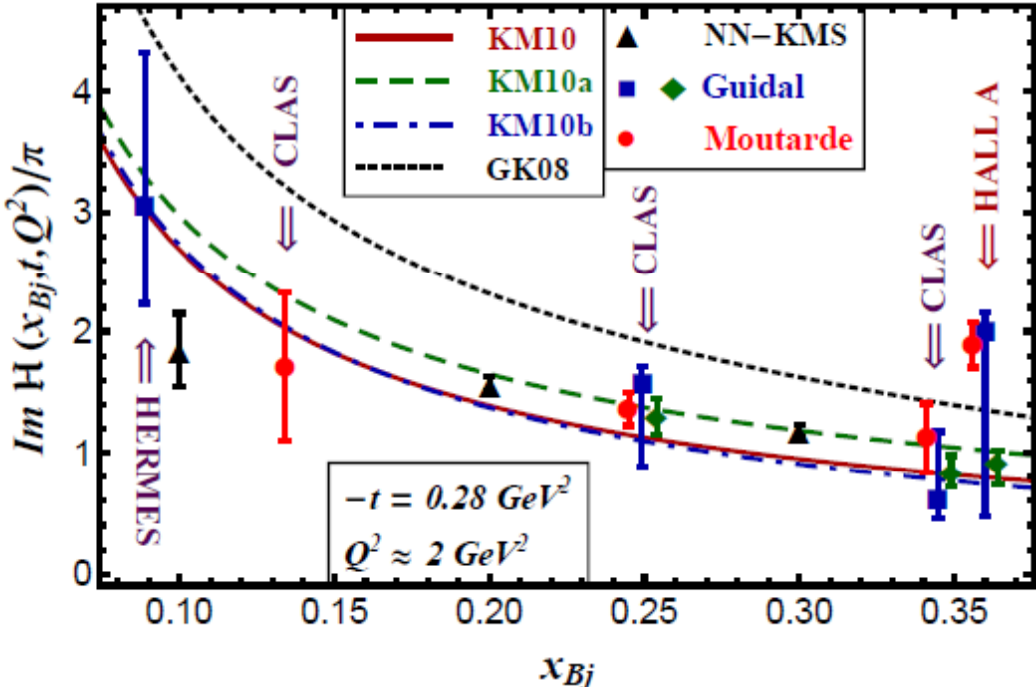 KM10
KM10a
KM10b
GK08
NN–KMS
Guidal
Moutarde
CLAS
CLAS
CLAS
HALL A
HERMES
−t = 0.28 GeV²
Q² ≈ 2 GeV²
Im H(x_Bj,t,Q²)/π
4
3
2
1
0
0.10 0.15 0.20 0.25 0.30 0.35
x_Bj